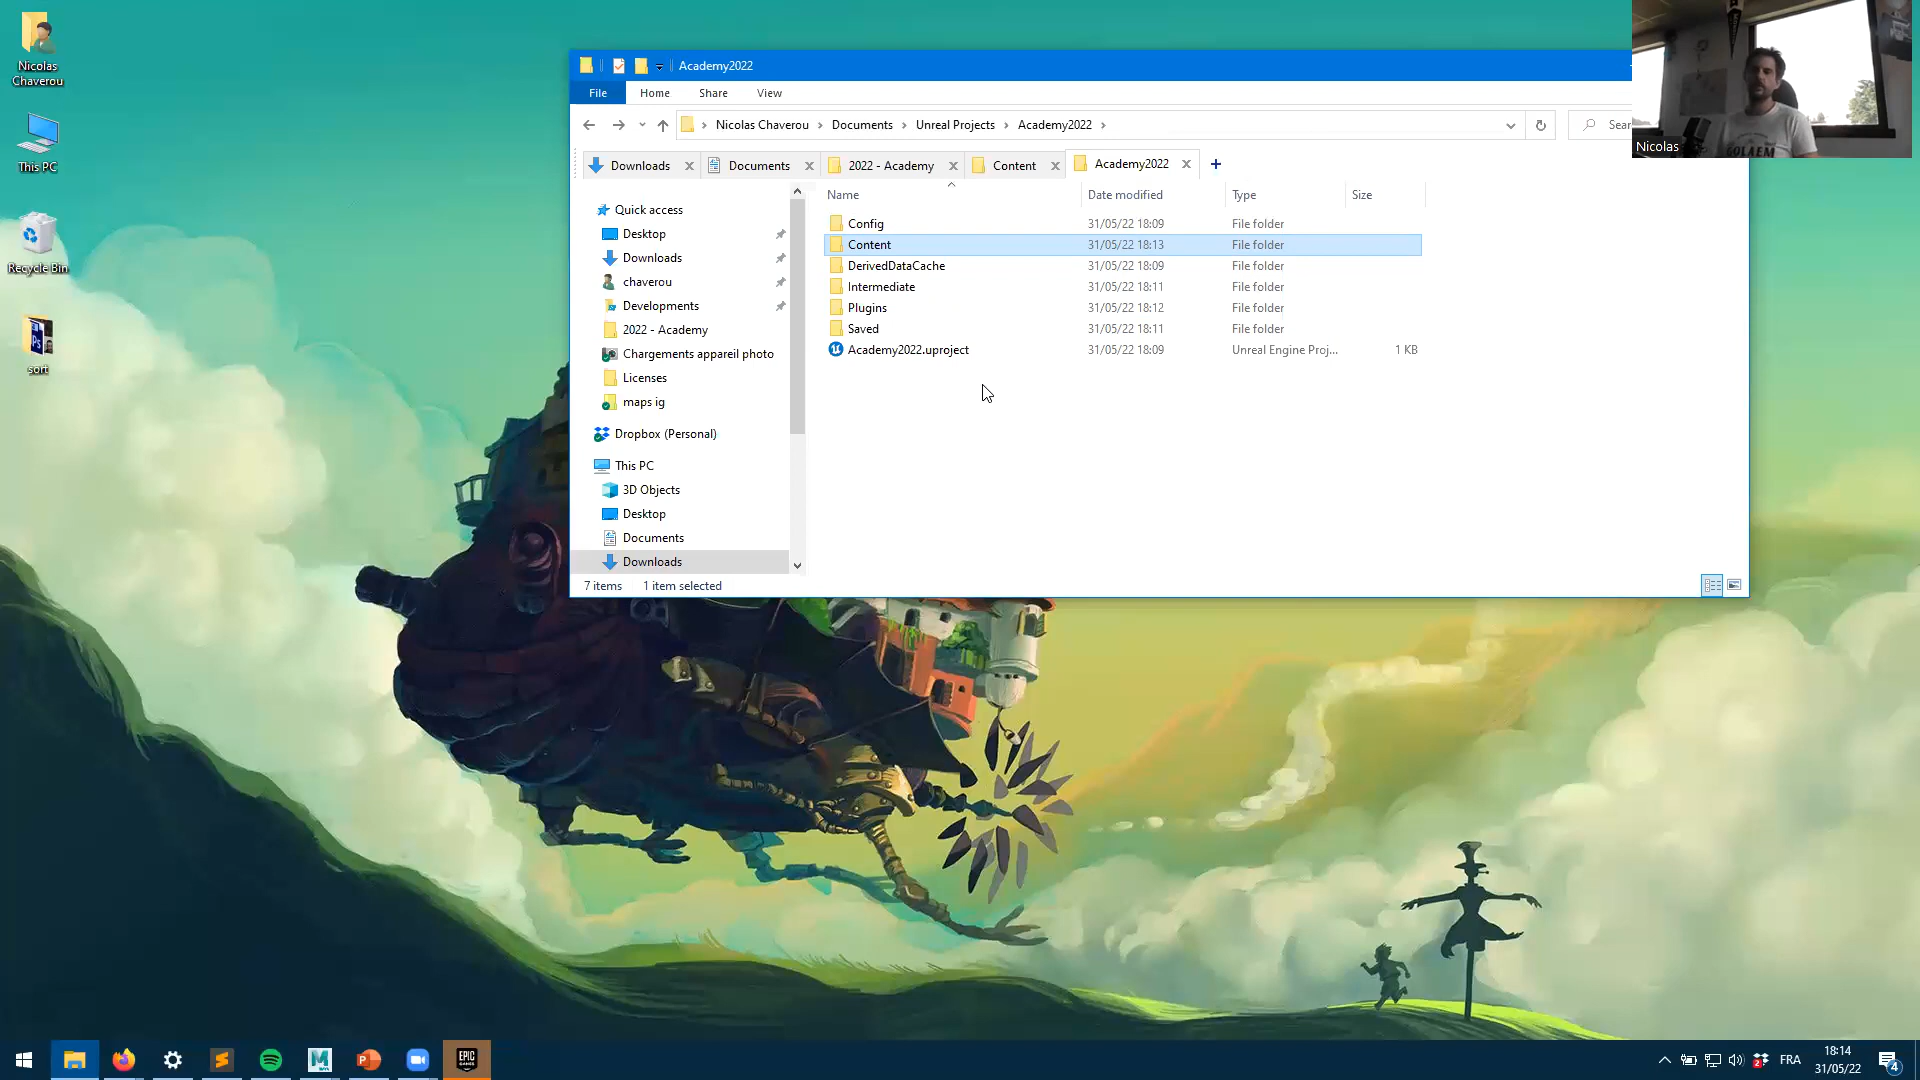 Nicolas
Chaverou
This PC
Recycle Bin
sort
Academy2022
File
Home
Share
View
Nicolas Chaverou
Documents
Unreal Projects
Academy2022
Sear
Downloads
Documents
2022 - Academy
Content
Academy2022
Quick access
Desktop
Downloads
chaverou
Developments
2022 - Academy
Chargements appareil photo
Licenses
maps ig
Dropbox (Personal)
This PC
3D Objects
Desktop
Documents
Downloads
Name Date modified Type Size
Config 31/05/22 18:09 File folder
Content 31/05/22 18:13 File folder
DerivedDataCache 31/05/22 18:09 File folder
Intermediate 31/05/22 18:11 File folder
Plugins 31/05/22 18:12 File folder
Saved 31/05/22 18:11 File folder
Academy2022.uproject 31/05/22 18:09 Unreal Engine Proj... 1 KB
7 items 1 item selected
Nicolas
GOLAEM
Ps
EPIC
GAMES
FRA
18:14
31/05/22
4